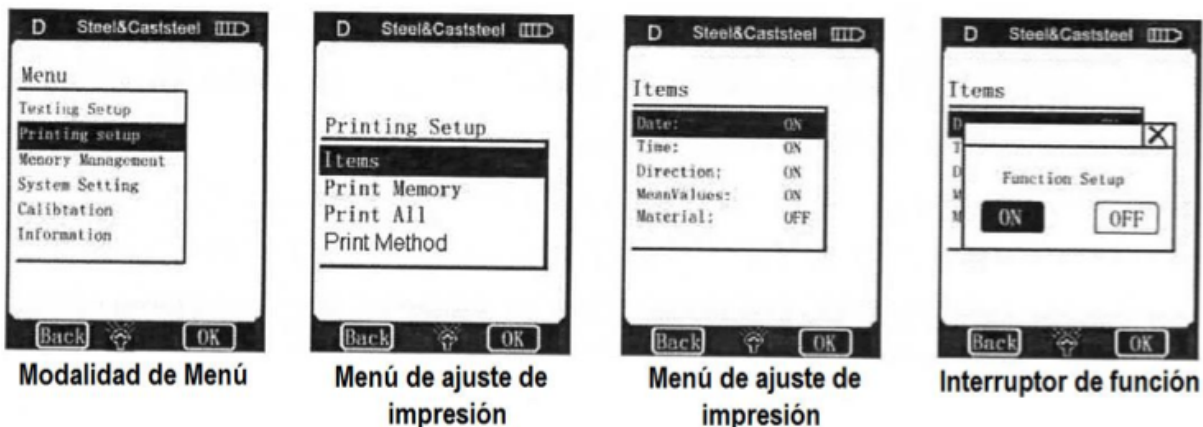 D Steel&Caststeel
Menu
Testing Setup
Printing setup
Menory Management
System Setting
Calibtation
Information
Back OK
Modalidad de Menú
D Steel&Caststeel
Printing Setup
Items
Print Memory
Print All
Print Method
Back OK
Menú de ajuste de
impresión
D Steel&Caststeel
Items
Date: ON
Time: ON
Direction: ON
MeanValues: ON
Material: OFF
Back OK
Menú de ajuste de
impresión
D Steel&Caststeel
Items
D
T
D
M
M
Function Setup
ON OFF
Back OK
Interruptor de función